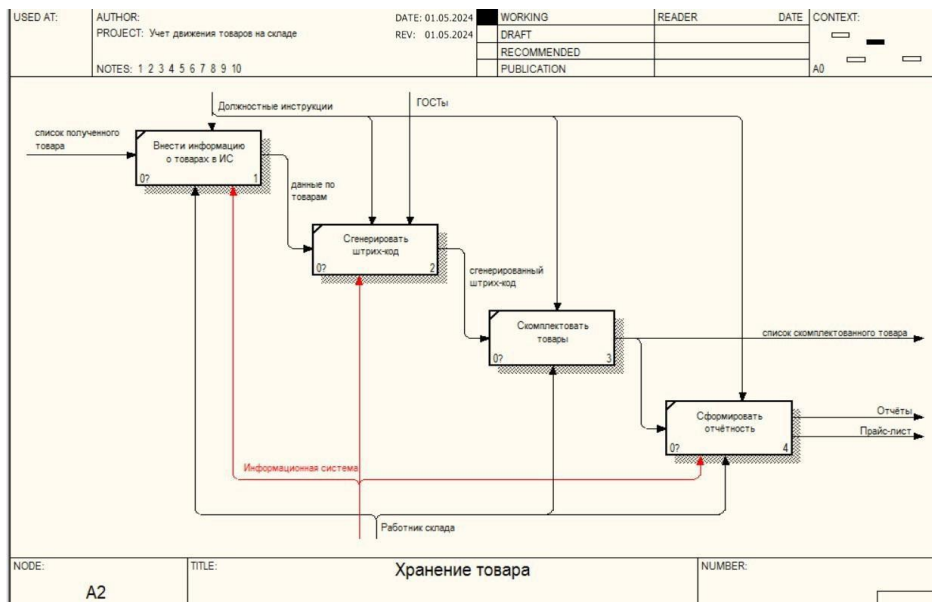 USED AT:
AUTHOR:
DATE: 01.05.2024
WORKING
READER
DATE
CONTEXT:
PROJECT: Учет движения товаров на складе
REV: 01.05.2024
DRAFT
RECOMMENDED
NOTES: 1 2 3 4 5 6 7 8 9 10
PUBLICATION
A0
Должностные инструкции
ГОСТы
список полученного
товара
Внести информацию
о товарах в ИС
0? 1
данные по
товарам
Сгенерировать
штрих-код
0? 2
сгенерированный
штрих-код
Скомплектовать
товары
0? 3
список скомплектованного товара
Сформировать
отчётность
0? 4
Отчёты
Прайс-лист
Информационная система
Работник склада
NODE:
TITLE:
NUMBER:
A2
Хранение товара